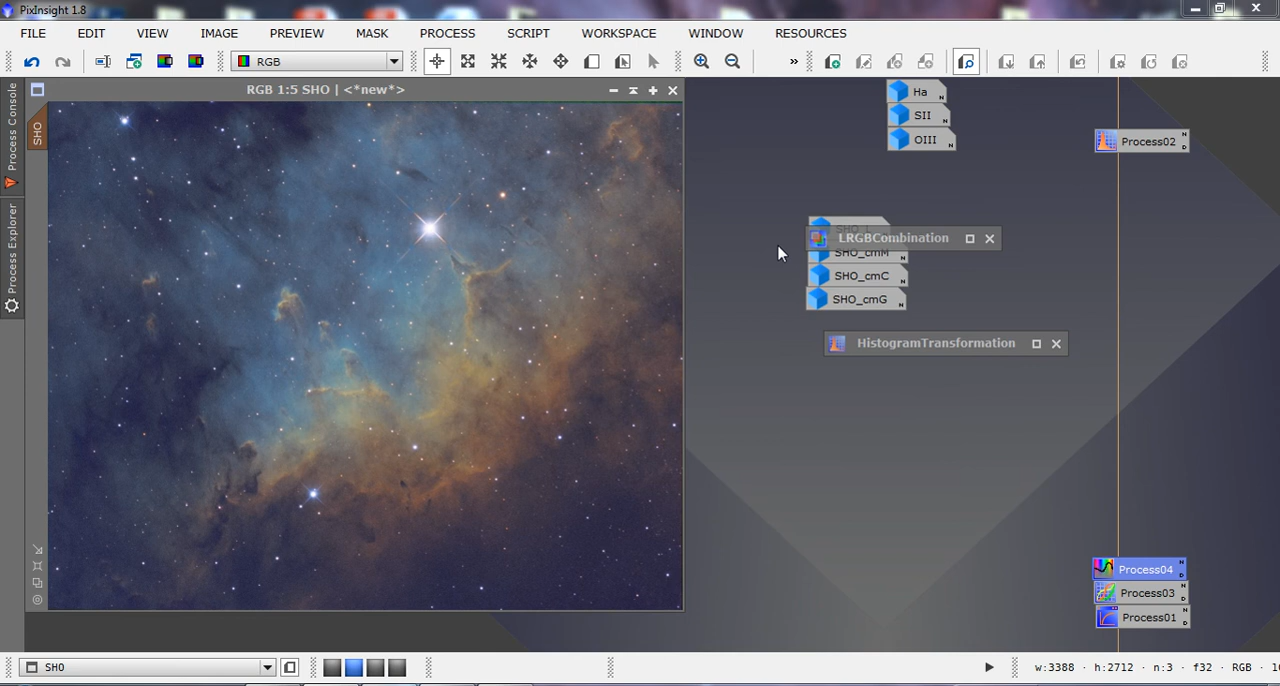 PixInsight 1.8
FILE EDIT VIEW IMAGE PREVIEW MASK PROCESS SCRIPT WORKSPACE WINDOW RESOURCES
RGB
»
Process Console
Process Explorer
RGB 1:5 SHO | <*new*>
SHO
Ha
N
SII
N
OIII
N
Process02
N
D
LRGBCombination
SHO_cmM
N
SHO_cmC
N
SHO_cmG
N
HistogramTransformation
Process04
N
D
Process03
N
D
Process01
N
D
SHO
w:3388 · h:2712 · n:3 · f32 · RGB ·